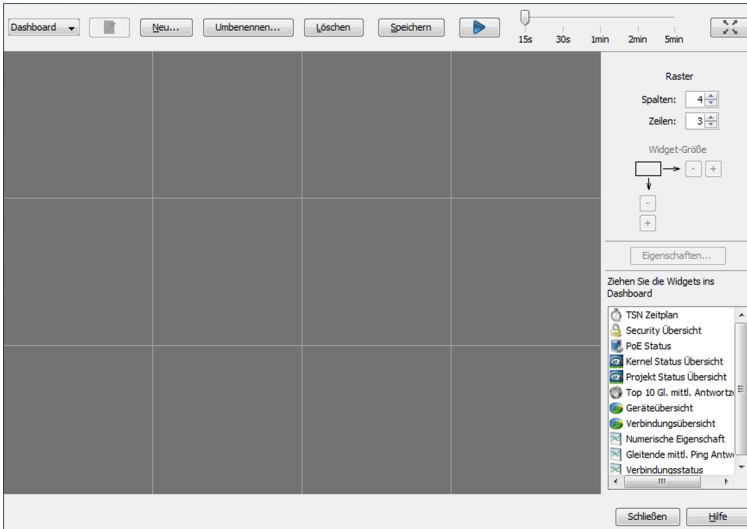 Dashboard Neu... Umbenennen... Löschen Speichern
15s 30s 1min 2min 5min
Raster
Spalten: 4
Zeilen: 3
Widget-Größe
- +
-
+
Eigenschaften...
Ziehen Sie die Widgets ins
Dashboard
TSN Zeitplan
Security Übersicht
PoE Status
Kernel Status Übersicht
Projekt Status Übersicht
Top 10 Gl. mittl.
Geräteübersicht
Verbindungsübersicht
Numerische Eigenschaft
Gleitende mittl. Ping
Verbindungsstatus
Schließen Hilfe